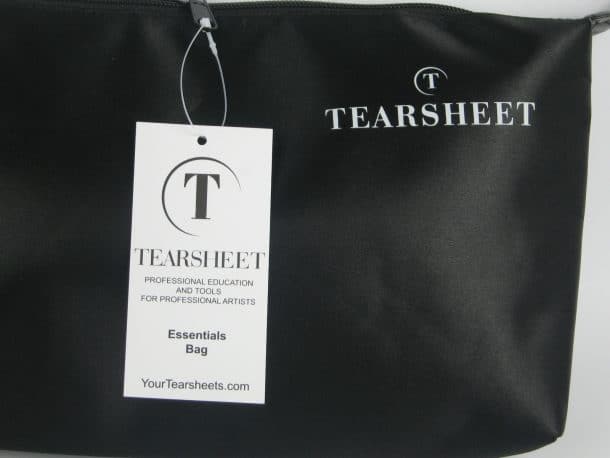 T
TEARSHEET
T
TEARSHEET
PROFESSIONAL EDUCATION
AND TOOLS
FOR PROFESSIONAL ARTISTS
Essentials
Bag
YourTearsheets.com